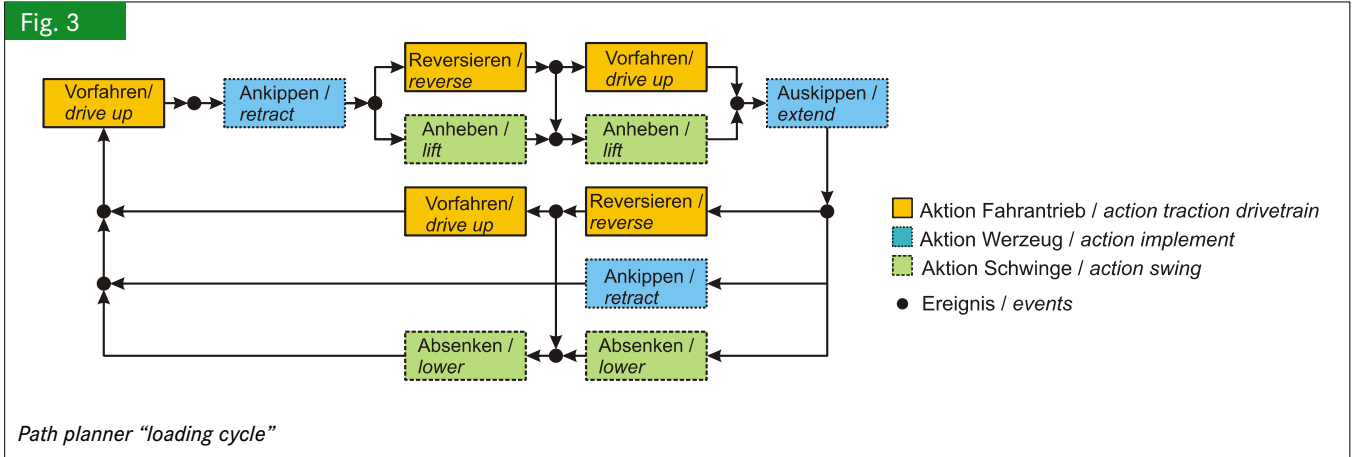 Fig. 3
Vorfahren/
drive up
Ankippen /
retract
Reversieren /
reverse
Vorfahren/
drive up
Anheben /
lift
Anheben /
lift
Auskippen /
extend
Vorfahren/
drive up
Reversieren /
reverse
Ankippen /
retract
Absenken /
lower
Absenken /
lower
Aktion Fahrantrieb / action traction drivetrain
Aktion Werzeug / action implement
Aktion Schwinge / action swing
Ereignis / events
Path planner “loading cycle”